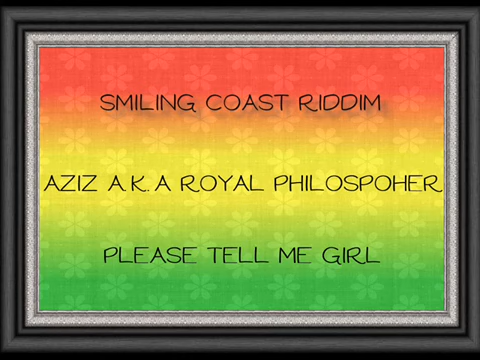 SMILING COAST RIDDIM
AZIZ A.K.A ROYAL PHILOSPOHER
PLEASE TELL ME GIRL